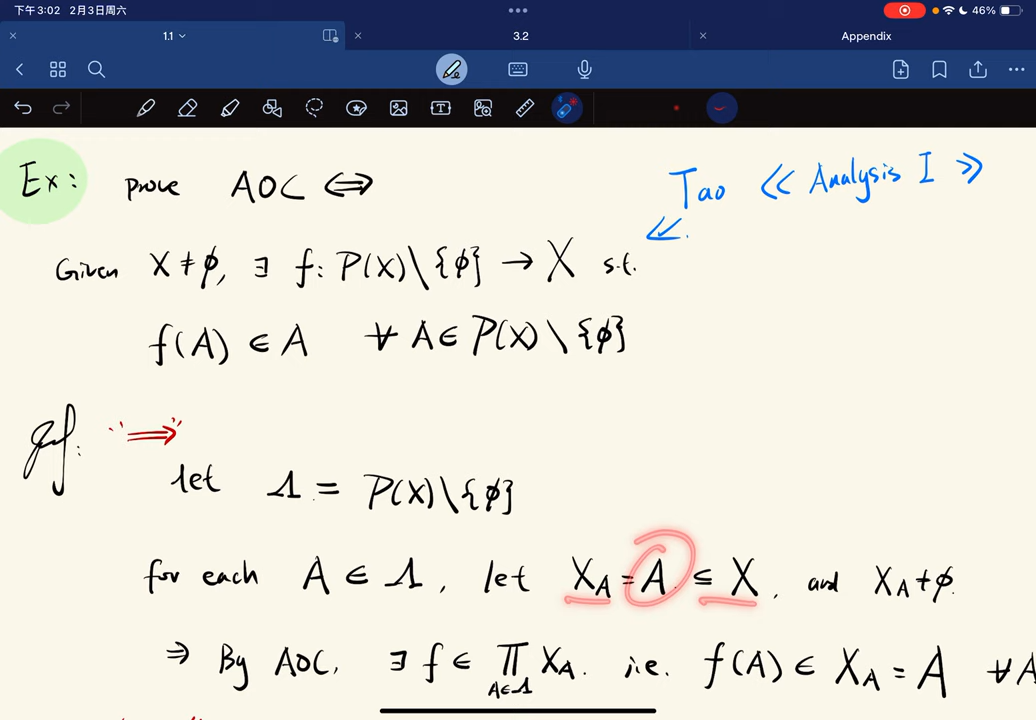 下午3:02 2月3日周六
46%
1.1
3.2
Appendix
Ex: prove AOC ⟺
Tao << Analysis I >>
Given X ≠ ϕ, ∃ f: P(X)\{ϕ} → X s.t.
f(A) ∈ A ∀ A ∈ P(X)\{ϕ}
pf: "⟹"
let Λ = P(X)\{ϕ}
for each A ∈ Λ, let X_A = A ⊆ X, and X_A ≠ ϕ.
⇒ By AOC, ∃ f ∈ ∏_{A∈Λ} X_A. i.e. f(A) ∈ X_A = A ∀ A